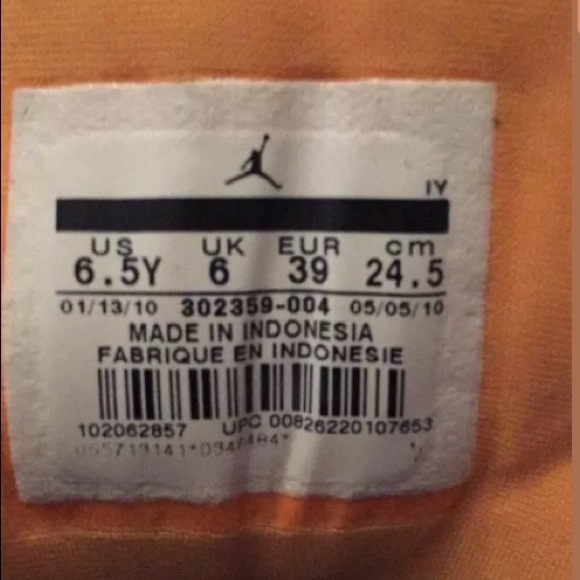 IY
US UK EUR cm
6.5Y 6 39 24.5
01/13/10 302359-004 05/05/10
MADE IN INDONESIA
FABRIQUE EN INDONESIE
102062857 UPC 00826220107653